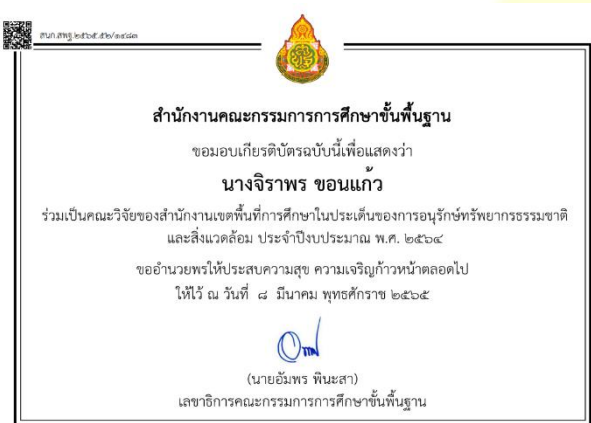 สนก.สพฐ.๒๕๖๕.๕๒/๑๔๘๓
สำนักงานคณะกรรมการการศึกษาขั้นพื้นฐาน
ขอมอบเกียรติบัตรฉบับนี้เพื่อแสดงว่า
นางจิราพร ขอนแก้ว
ร่วมเป็นคณะวิจัยของสำนักงานเขตพื้นที่การศึกษาในประเด็นของการอนุรักษ์ทรัพยากรธรรมชาติ
และสิ่งแวดล้อม ประจำปีงบประมาณ พ.ศ. ๒๕๖๔
ขออำนวยพรให้ประสบความสุข ความเจริญก้าวหน้าตลอดไป
ให้ไว้ ณ วันที่ ๘ มีนาคม พุทธศักราช ๒๕๖๕
(นายอัมพร พินะสา)
เลขาธิการคณะกรรมการการศึกษาขั้นพื้นฐาน